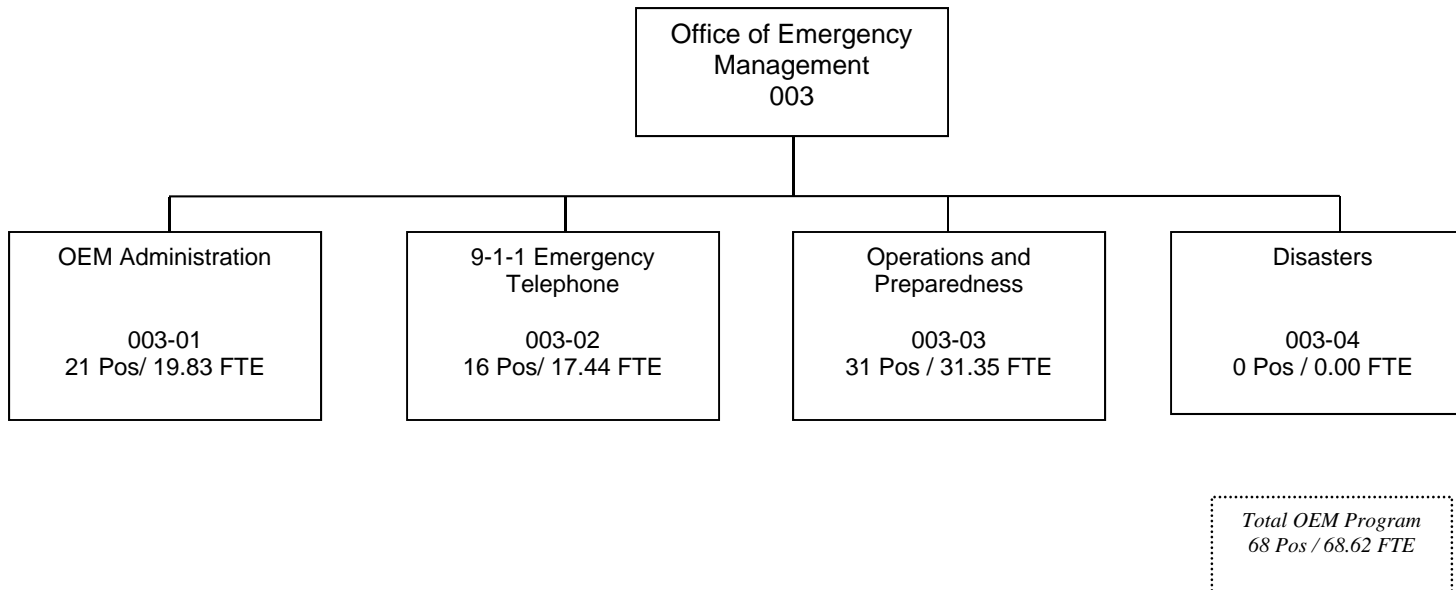 Office of Emergency
Management
003
OEM Administration
003-01
21 Pos/ 19.83 FTE
9-1-1 Emergency
Telephone
003-02
16 Pos/ 17.44 FTE
Operations and
Preparedness
003-03
31 Pos / 31.35 FTE
Disasters
003-04
0 Pos / 0.00 FTE
Total OEM Program
68 Pos / 68.62 FTE